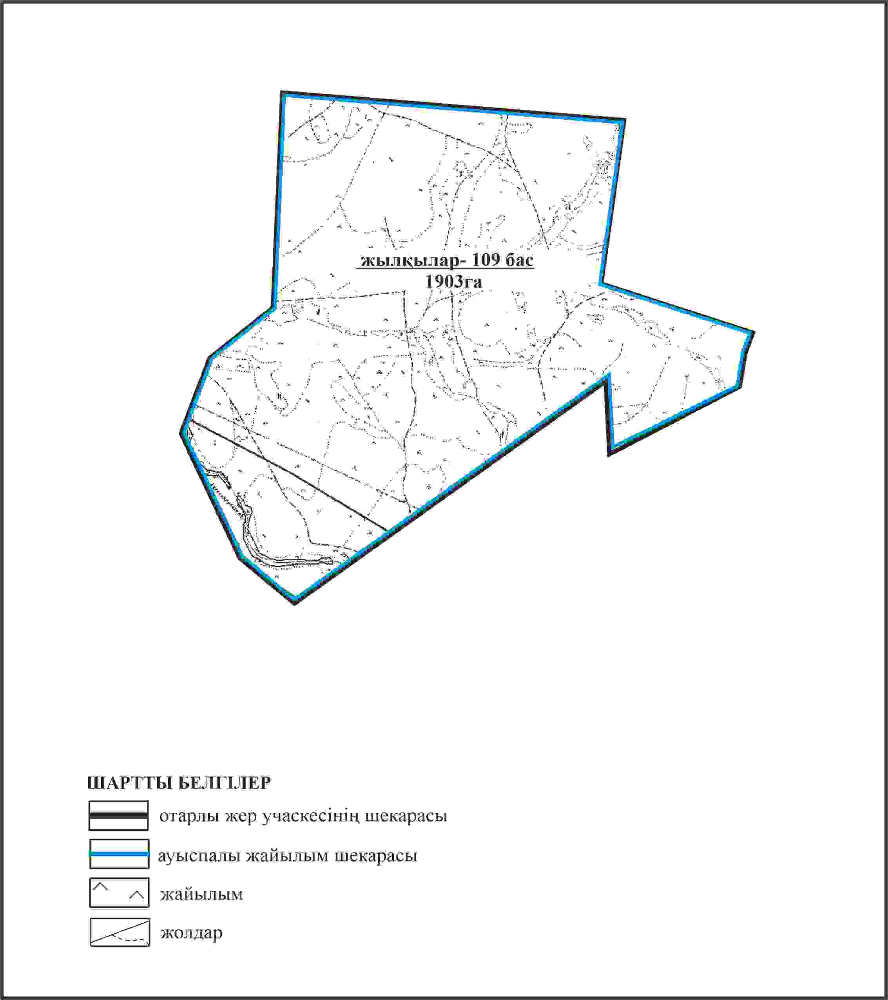 жылқылар- 109 бас
1903га
ШАРТТЫ БЕЛГІЛЕР
отарлы жер учаскесінің шекарасы
ауыспалы жайылым шекарасы
жайылым
жолдар